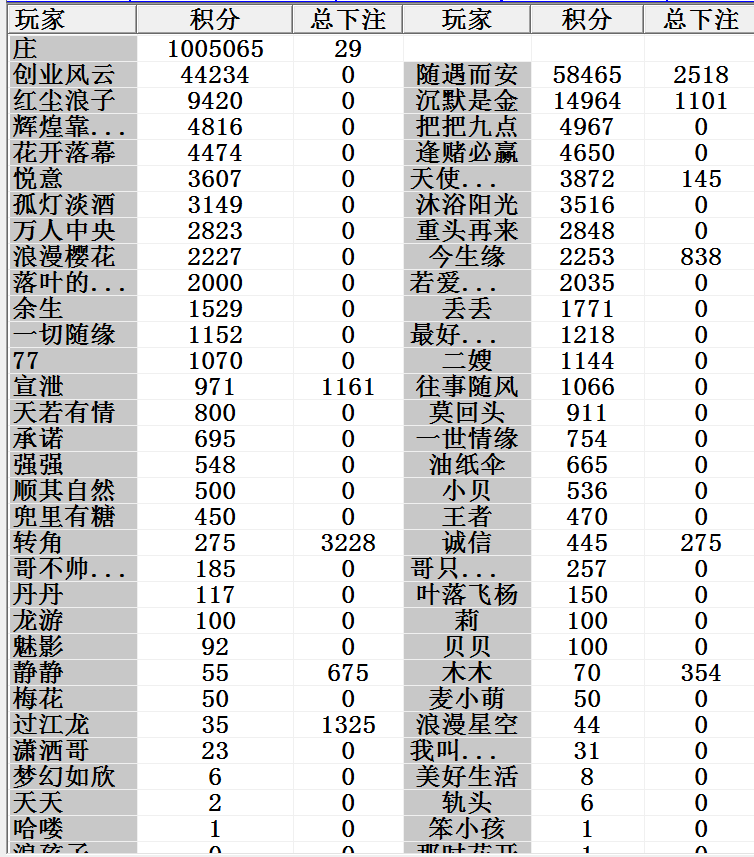 玩家 积分 总下注 玩家 积分 总下注
庄 1005065 29
创业风云 44234 0 随遇而安 58465 2518
红尘浪子 9420 0 沉默是金 14964 1101
辉煌靠... 4816 0 把把九点 4967 0
花开落幕 4474 0 逢赌必赢 4650 0
悦意 3607 0 天使... 3872 145
孤灯淡酒 3149 0 沐浴阳光 3516 0
万人中央 2823 0 重头再来 2848 0
浪漫樱花 2227 0 今生缘 2253 838
落叶的... 2000 0 若爱... 2035 0
余生 1529 0 丢丢 1771 0
一切随缘 1152 0 最好... 1218 0
77 1070 0 二嫂 1144 0
宣泄 971 1161 往事随风 1066 0
天若有情 800 0 莫回头 911 0
承诺 695 0 一世情缘 754 0
强强 548 0 油纸伞 665 0
顺其自然 500 0 小贝 536 0
兜里有糖 450 0 王者 470 0
转角 275 3228 诚信 445 275
哥不帅... 185 0 哥只... 257 0
丹丹 117 0 叶落飞杨 150 0
龙游 100 0 莉 100 0
魅影 92 0 贝贝 100 0
静静 55 675 木木 70 354
梅花 50 0 麦小萌 50 0
过江龙 35 1325 浪漫星空 44 0
潇洒哥 23 0 我叫... 31 0
梦幻如欣 6 0 美好生活 8 0
天天 2 0 轨头 6 0
哈喽 1 0 笨小孩 1 0